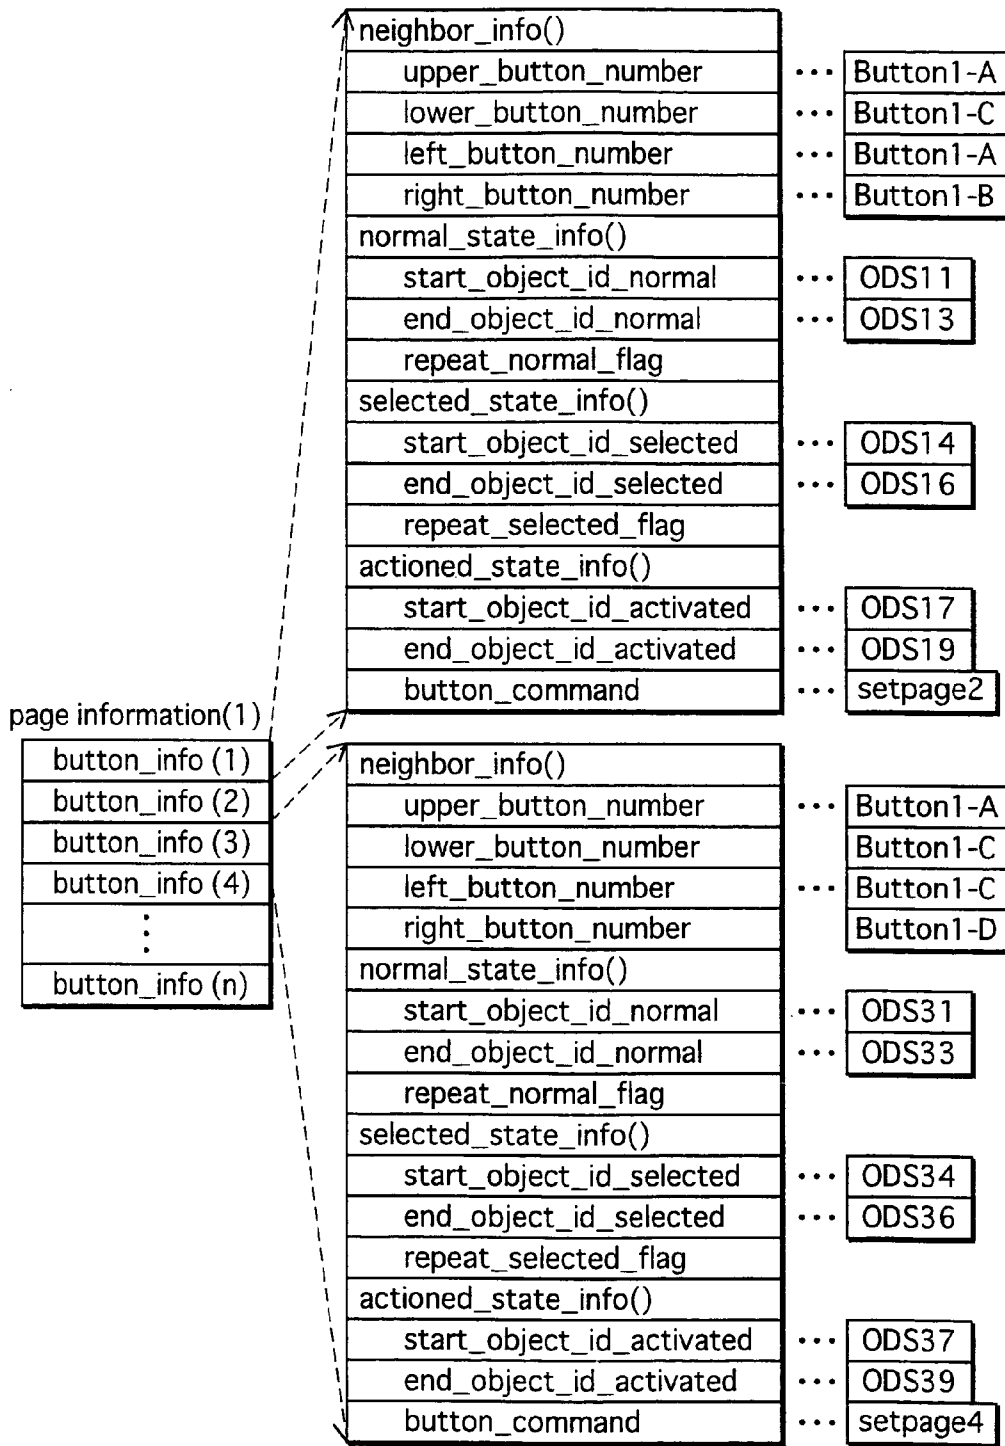 neighbor_info()
upper_button_number ••• Button1-A
lower_button_number ••• Button1-C
left_button_number ••• Button1-A
right_button_number ••• Button1-B
normal_state_info()
start_object_id_normal ••• ODS11
end_object_id_normal ••• ODS13
repeat_normal_flag
selected_state_info()
start_object_id_selected ••• ODS14
end_object_id_selected ••• ODS16
repeat_selected_flag
actioned_state_info()
start_object_id_activated ••• ODS17
end_object_id_activated ••• ODS19
button_command ••• setpage2
page information(1)
button_info (1)
button_info (2)
button_info (3)
button_info (4)
button_info (n)
neighbor_info()
upper_button_number ••• Button1-A
lower_button_number Button1-C
left_button_number ••• Button1-C
right_button_number Button1-D
normal_state_info()
start_object_id_normal ••• ODS31
end_object_id_normal ••• ODS33
repeat_normal_flag
selected_state_info()
start_object_id_selected ••• ODS34
end_object_id_selected ••• ODS36
repeat_selected_flag
actioned_state_info()
start_object_id_activated ••• ODS37
end_object_id_activated ••• ODS39
button_command ••• setpage4